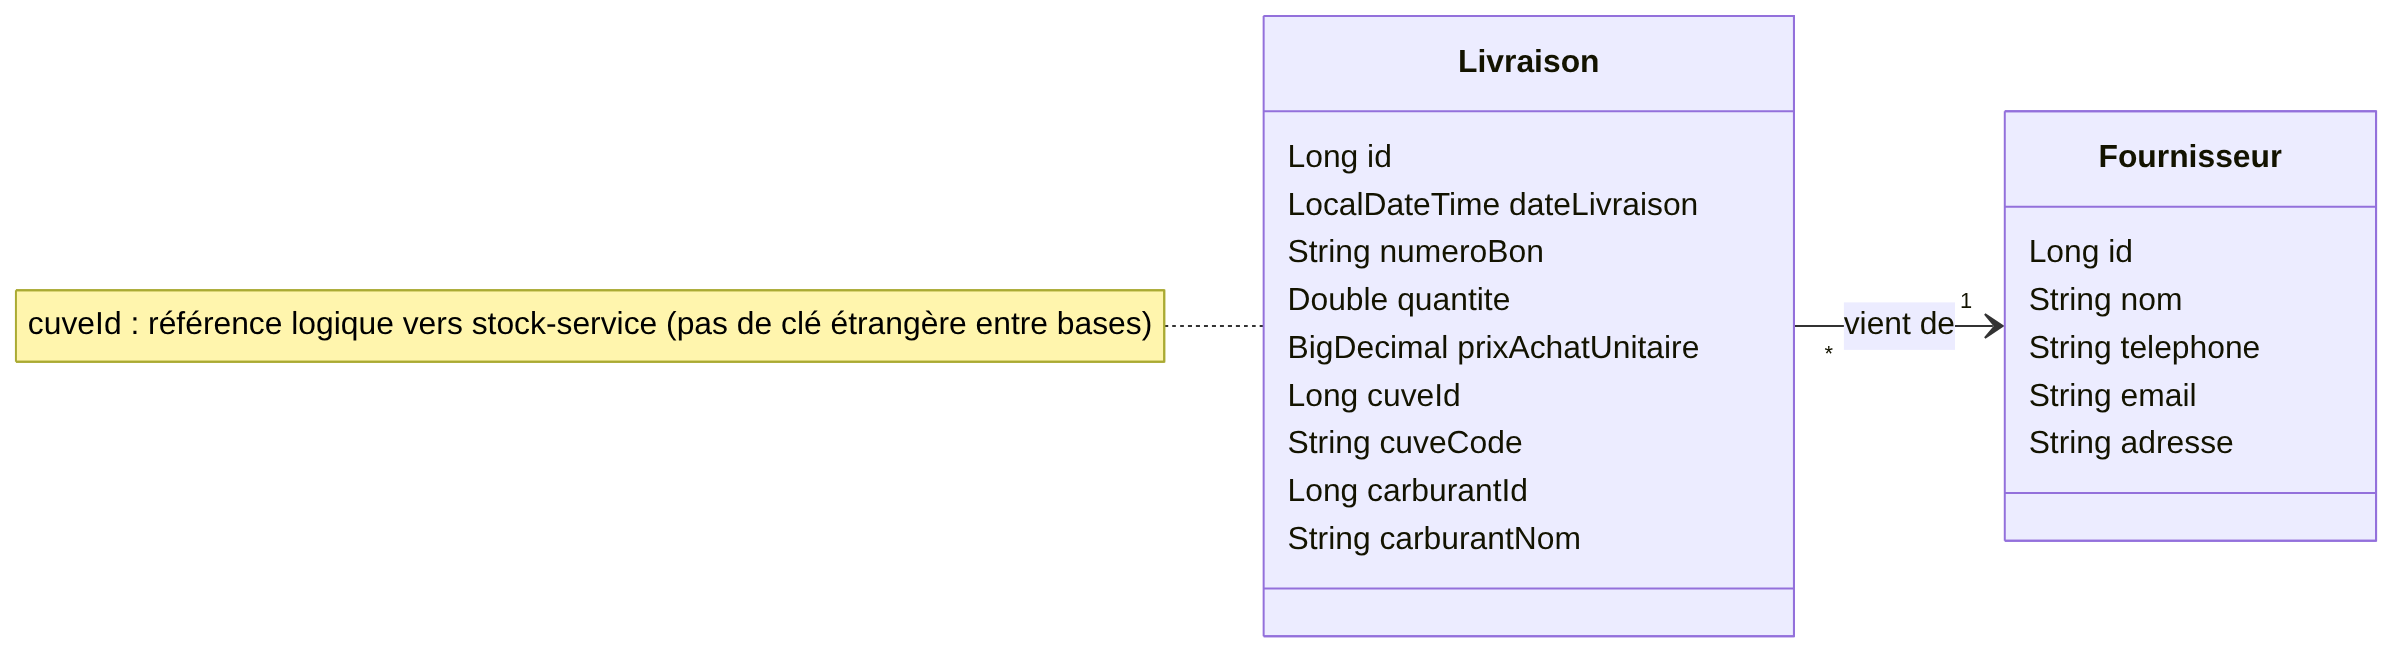 cuveId : référence logique vers stock-service (pas de clé étrangère entre bases)
Livraison
Long id
LocalDateTime dateLivraison
String numeroBon
Double quantite
BigDecimal prixAchatUnitaire
Long cuveId
String cuveCode
Long carburantId
String carburantNom
*
vient de
1
Fournisseur
Long id
String nom
String telephone
String email
String adresse